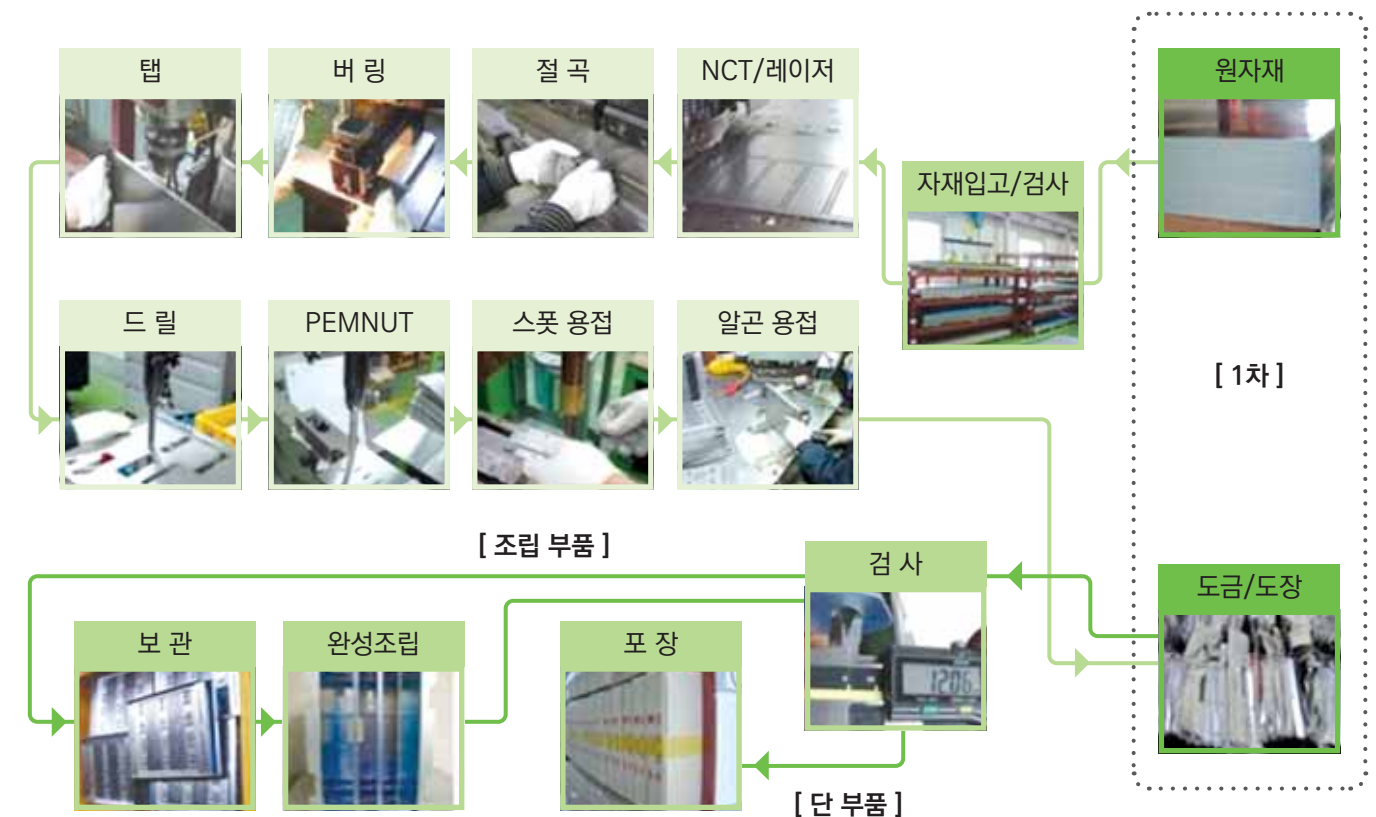 탭
버 링
절 곡
NCT/레이저
원자재
자재입고/검사
드 릴
PEMNUT
스폿 용접
알곤 용접
[ 1차 ]
[ 조립 부품 ]
검 사
도금/도장
보 관
완성조립
포 장
1206
[ 단 부품 ]